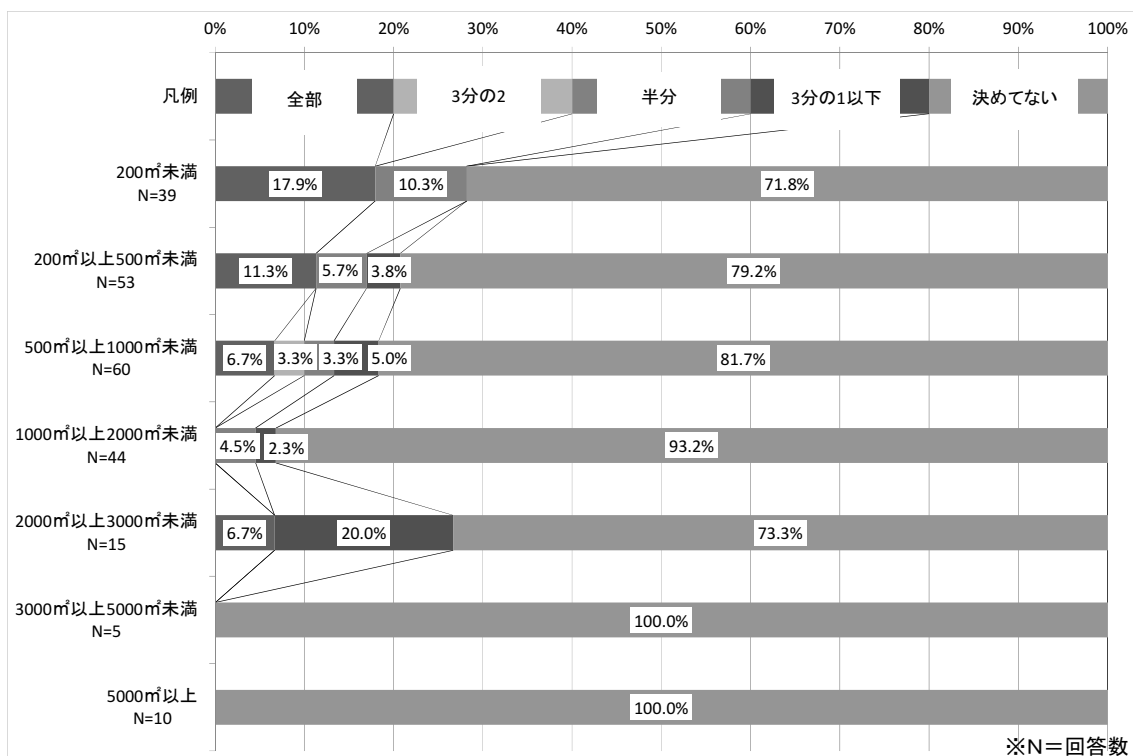 0% 10% 20% 30% 40% 50% 60% 70% 80% 90% 100%
凡例 全部 3分の2 半分 3分の1以下 決めてない
200㎡未満
N=39
17.9% 10.3% 71.8%
200㎡以上500㎡未満
N=53
11.3% 5.7% 3.8% 79.2%
500㎡以上1000㎡未満
N=60
6.7% 3.3% 3.3% 5.0% 81.7%
1000㎡以上2000㎡未満
N=44
4.5% 2.3% 93.2%
2000㎡以上3000㎡未満
N=15
6.7% 20.0% 73.3%
3000㎡以上5000㎡未満
N=5
100.0%
5000㎡以上
N=10
100.0%
※N=回答数